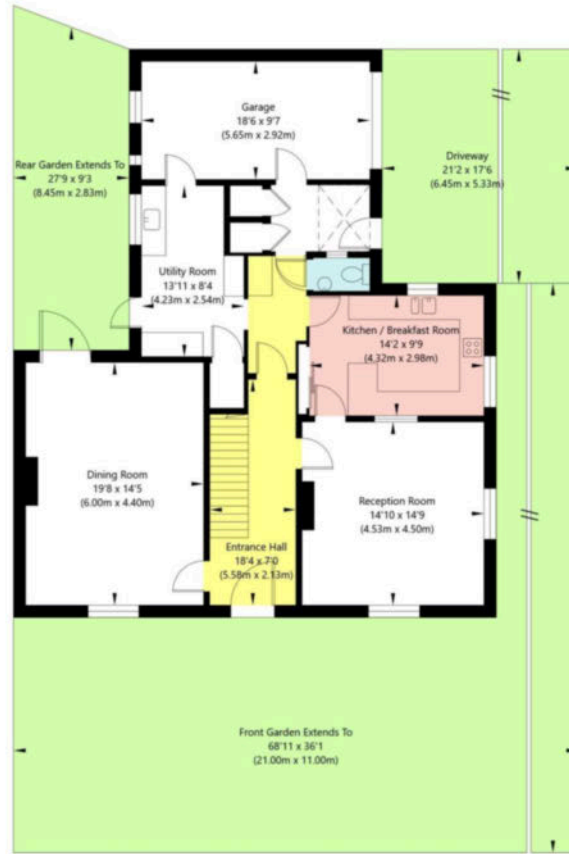 Garage
18'6 x 9'7
(5.65m x 2.92m)
Rear Garden Extends To
27'9 x 9'3
(8.45m x 2.83m)
Driveway
21'2 x 17'6
(6.45m x 5.33m)
Utility Room
13'11 x 8'4
(4.23m x 2.54m)
Kitchen / Breakfast Room
14'2 x 9'9
(4.32m x 2.98m)
Dining Room
19'8 x 14'5
(6.00m x 4.40m)
Reception Room
14'10 x 14'9
(4.53m x 4.50m)
Entrance Hall
18'4 x 7'0
(5.58m x 2.13m)
Front Garden Extends To
68'11 x 36'1
(21.00m x 11.00m)